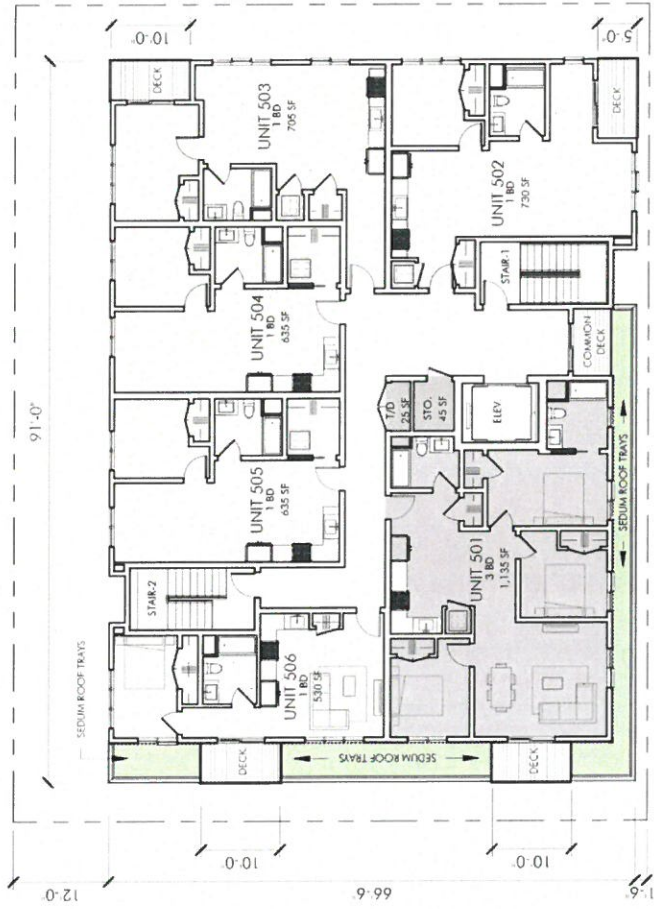 91'-0"
10'-0"
5'-0"
12'-0"
66'-6"
1'-6"
10'-0"
10'-0"
SEDUM ROOF TRAYS
DECK
UNIT 503
1 BD
705 SF
UNIT 504
1 BD
635 SF
UNIT 505
1 BD
635 SF
STAIR-2
UNIT 506
1 BD
530 SF
DECK
SEDUM ROOF TRAYS
DECK
UNIT 502
1 BD
730 SF
DECK
STAIR-1
COMMON
DECK
T/D
25 SF
STO.
45 SF
ELEV
UNIT 501
3 BD
1,135 SF
SEDUM ROOF TRAYS